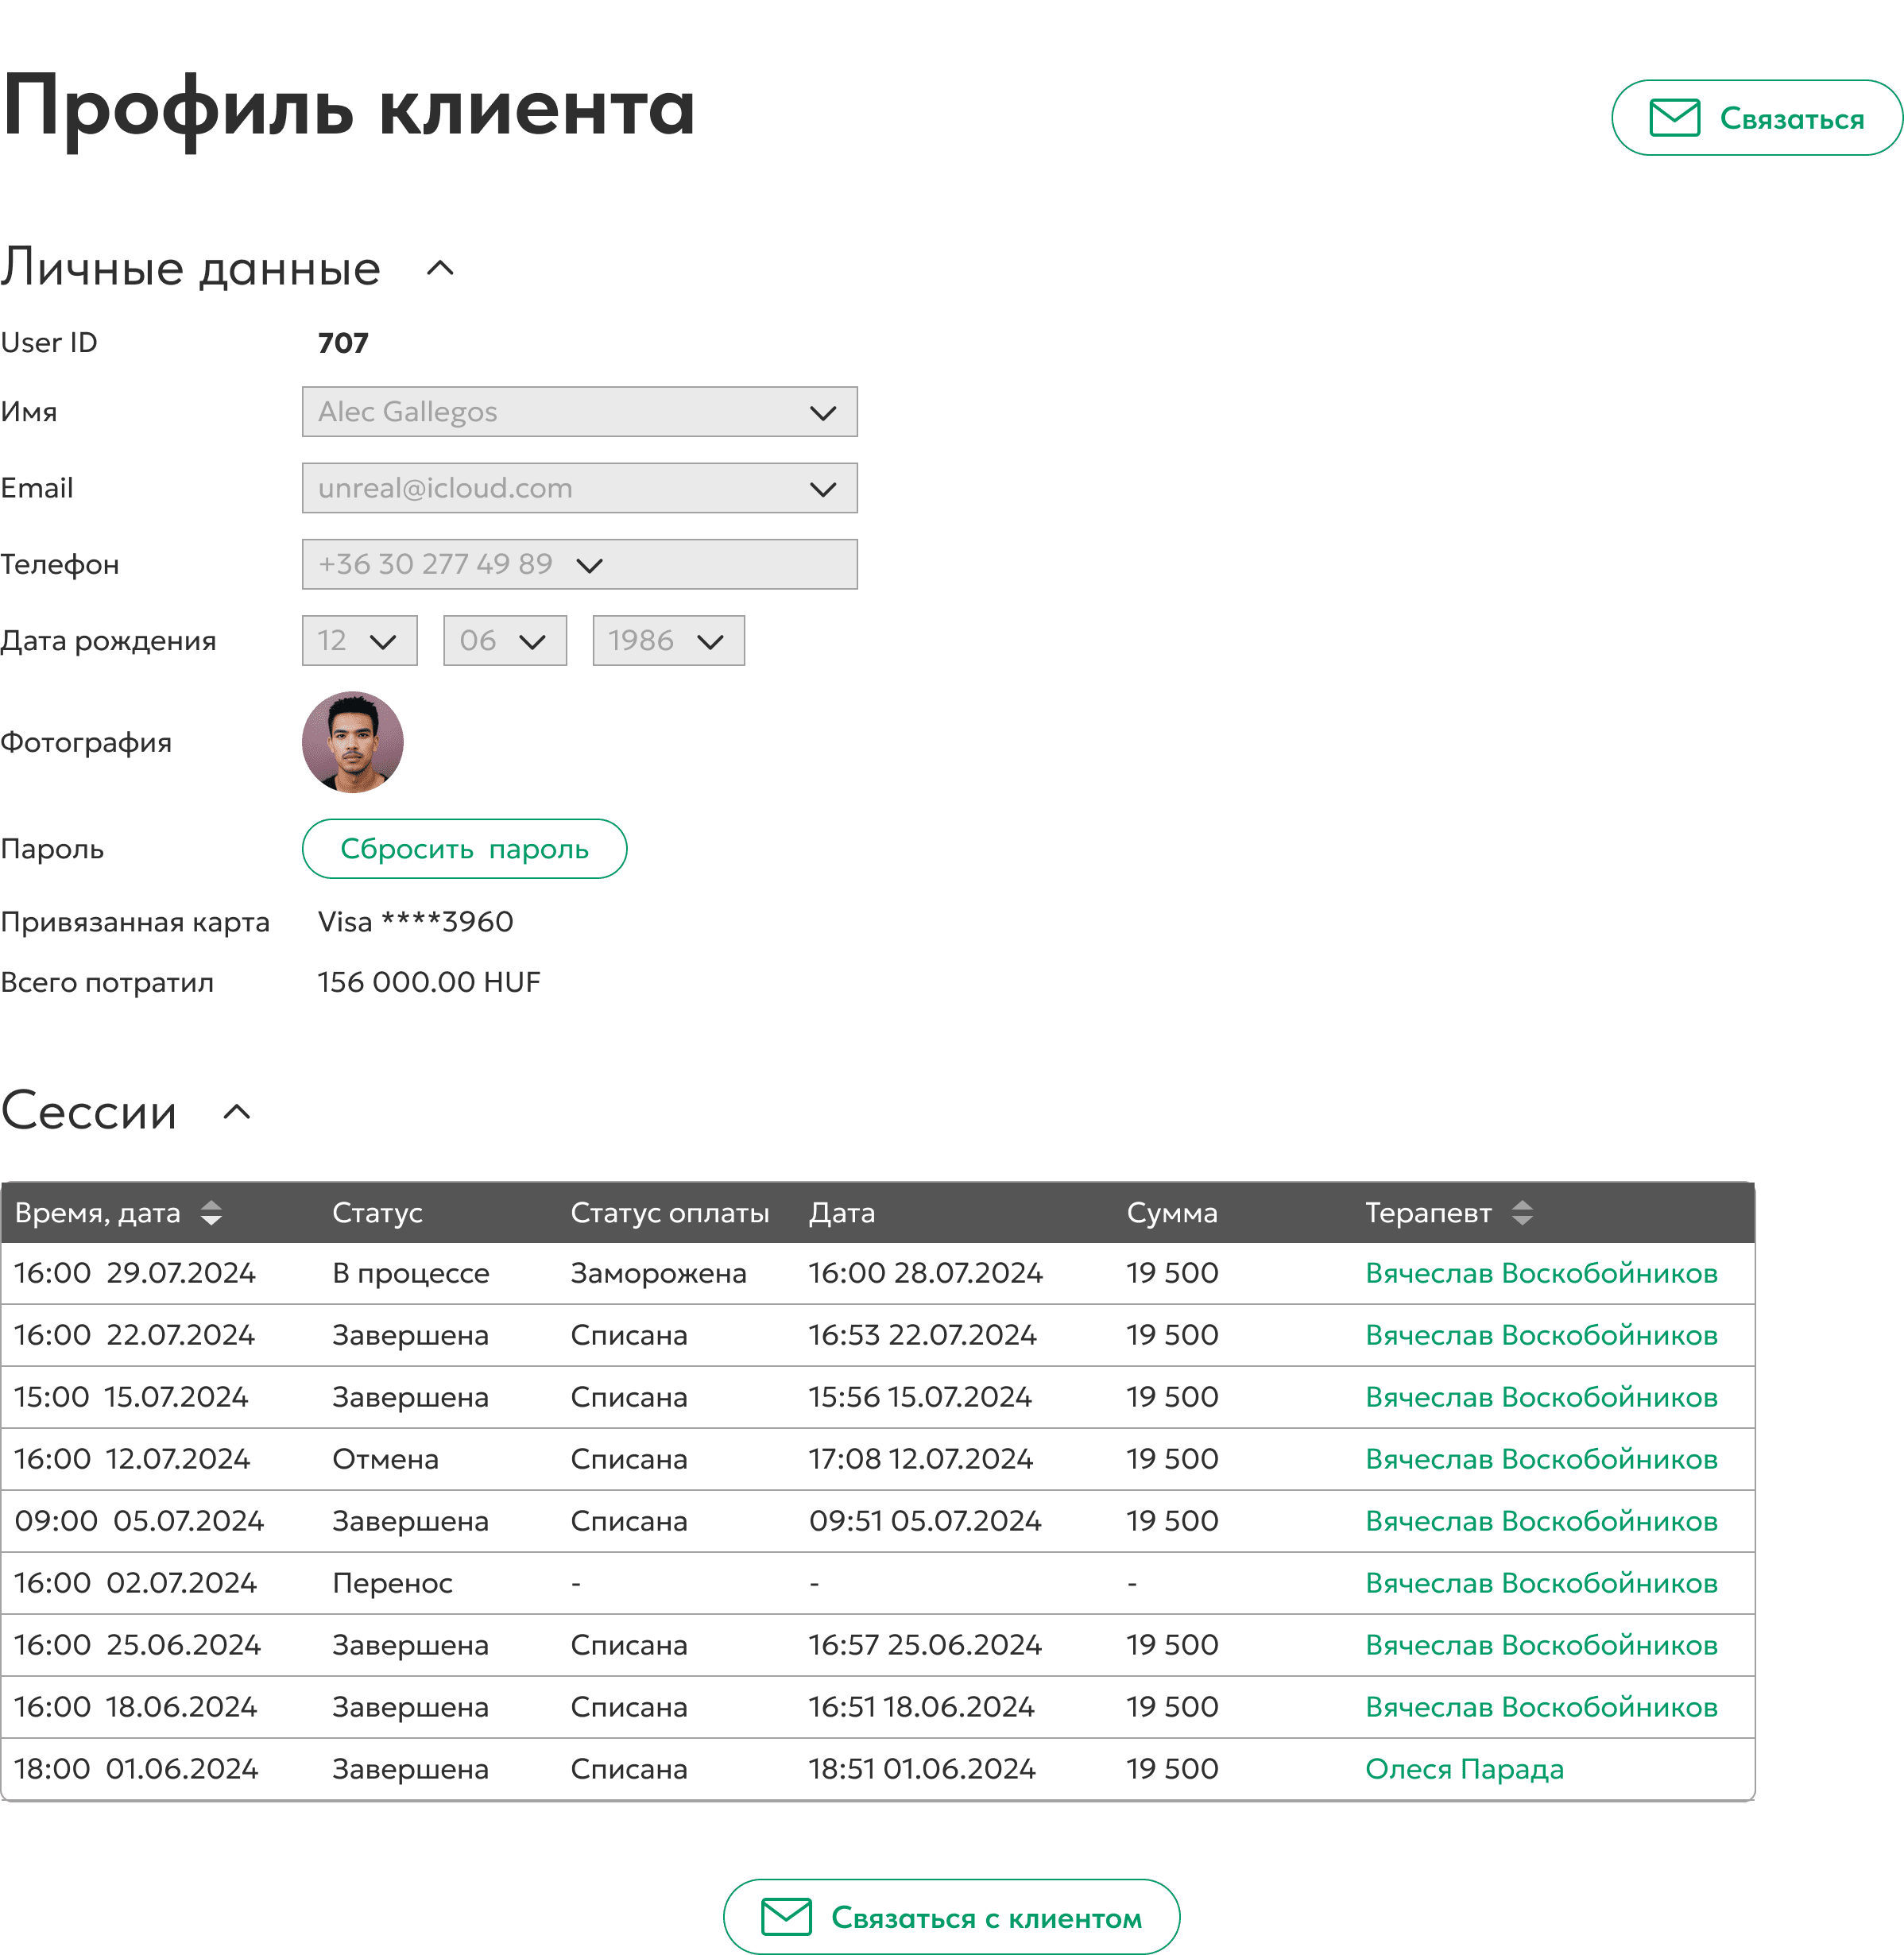 Профиль клиента
Связаться
Личные данные
User ID 707
Имя Alec Gallegos
Email unreal@icloud.com
Телефон +36 30 277 49 89
Дата рождения 12 06 1986
Фотография
Пароль Сбросить пароль
Привязанная карта Visa ****3960
Всего потратил 156 000.00 HUF
Сессии
Время, дата Статус Статус оплаты Дата Сумма Терапевт
16:00 29.07.2024 В процессе Заморожена 16:00 28.07.2024 19 500 Вячеслав Воскобойников
16:00 22.07.2024 Завершена Списана 16:53 22.07.2024 19 500 Вячеслав Воскобойников
15:00 15.07.2024 Завершена Списана 15:56 15.07.2024 19 500 Вячеслав Воскобойников
16:00 12.07.2024 Отмена Списана 17:08 12.07.2024 19 500 Вячеслав Воскобойников
09:00 05.07.2024 Завершена Списана 09:51 05.07.2024 19 500 Вячеслав Воскобойников
16:00 02.07.2024 Перенос - - - Вячеслав Воскобойников
16:00 25.06.2024 Завершена Списана 16:57 25.06.2024 19 500 Вячеслав Воскобойников
16:00 18.06.2024 Завершена Списана 16:51 18.06.2024 19 500 Вячеслав Воскобойников
18:00 01.06.2024 Завершена Списана 18:51 01.06.2024 19 500 Олеся Парада
Связаться с клиентом